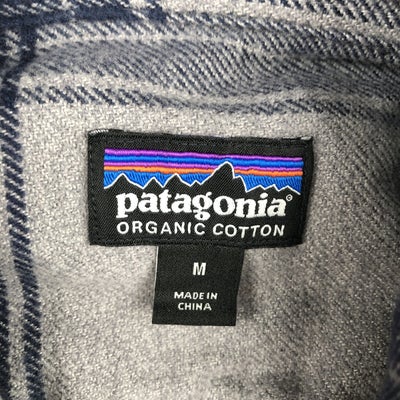 patagonia®
ORGANIC COTTON
M
MADE IN
CHINA